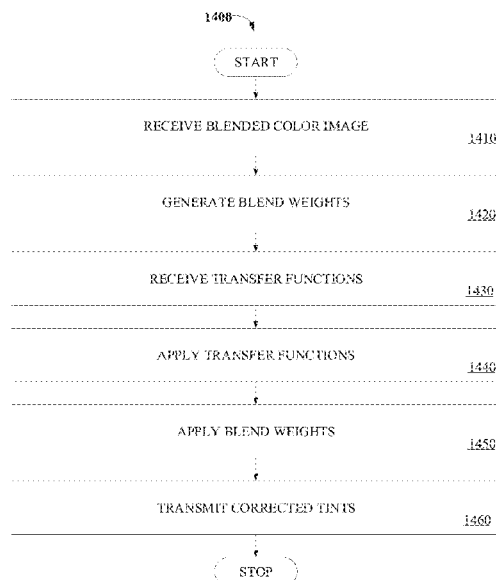 1400
START
RECEIVE BLENDED COLOR IMAGE
1410
GENERATE BLEND WEIGHTS
1420
RECEIVE TRANSFER FUNCTIONS
1430
APPLY TRANSFER FUNCTIONS
1440
APPLY BLEND WEIGHTS
1450
TRANSMIT CORRECTED TINTS
1460
STOP